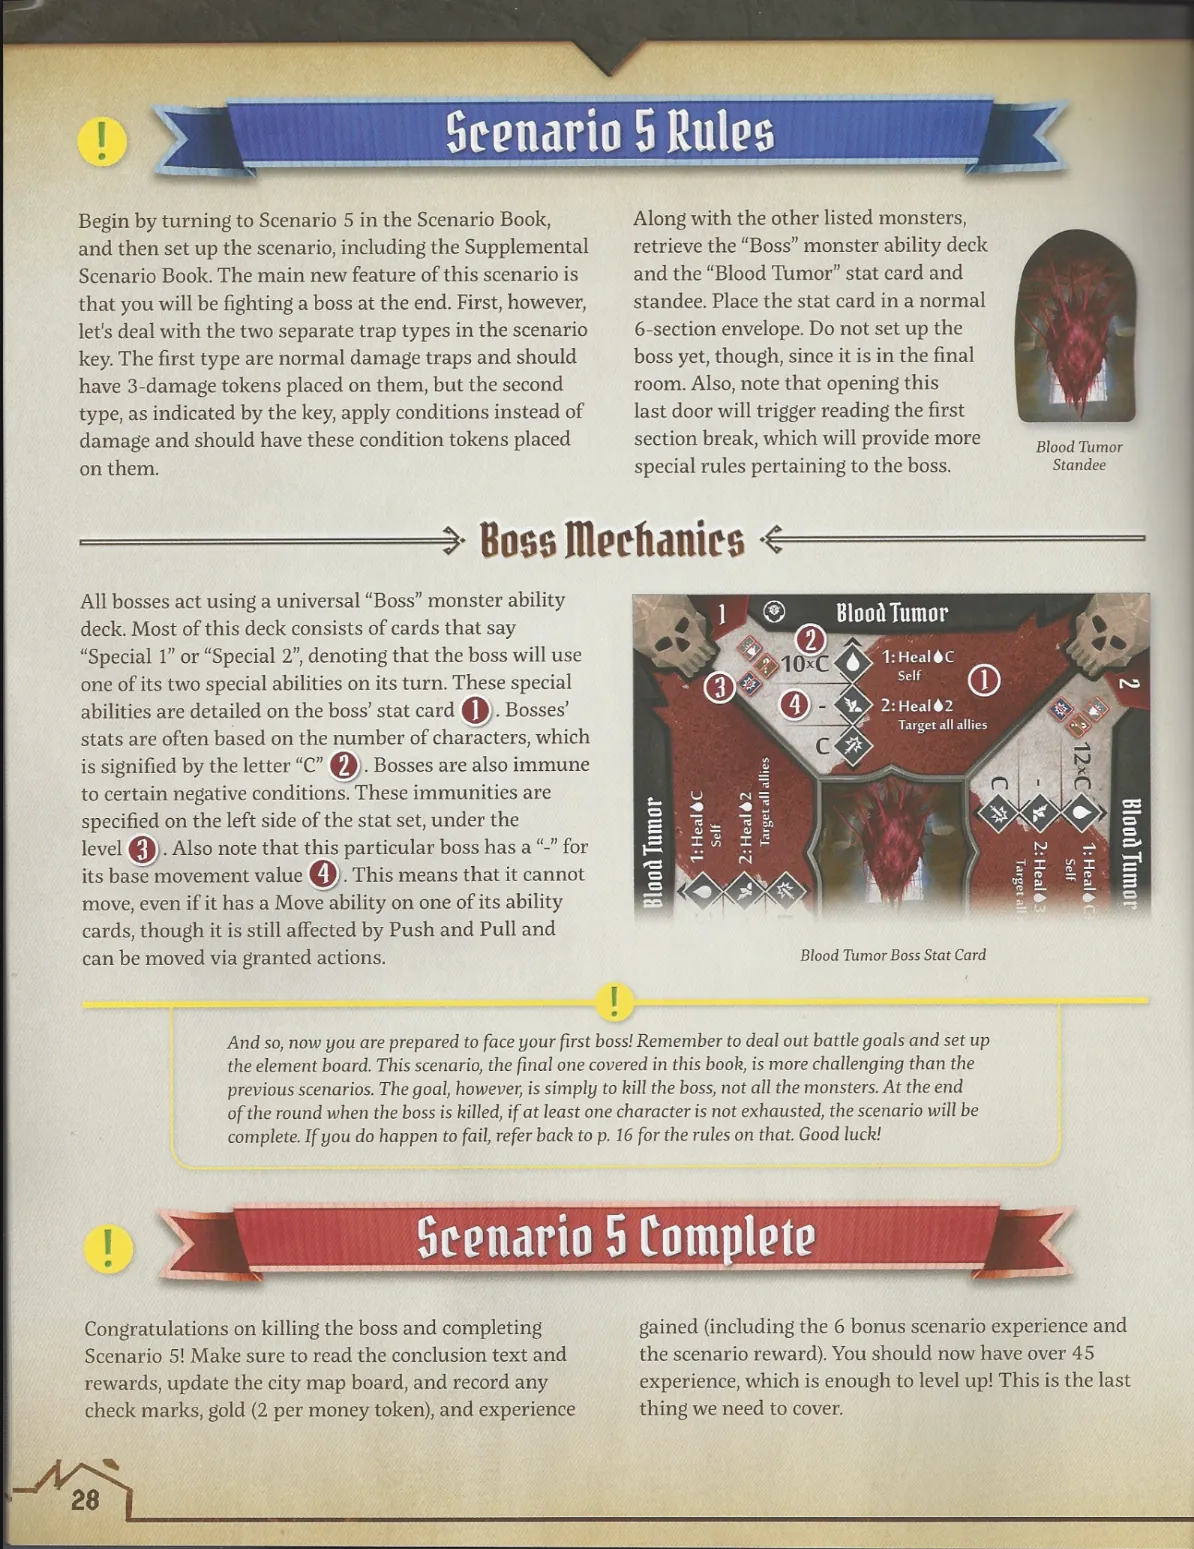 Scenario 5 Rules
Begin by turning to Scenario 5 in the Scenario Book,
and then set up the scenario, including the Supplemental
Scenario Book. The main new feature of this scenario is
that you will be fighting a boss at the end. First, however,
let's deal with the two separate trap types in the scenario
key. The first type are normal damage traps and should
have 3-damage tokens placed on them, but the second
type, as indicated by the key, apply conditions instead of
damage and should have these condition tokens placed
on them.
Along with the other listed monsters,
retrieve the “Boss” monster ability deck
and the “Blood Tumor” stat card and
standee. Place the stat card in a normal
6-section envelope. Do not set up the
boss yet, though, since it is in the final
room. Also, note that opening this
last door will trigger reading the first
section break, which will provide more
special rules pertaining to the boss.
Blood Tumor
Standee
Boss Mechanics
All bosses act using a universal “Boss” monster ability
deck. Most of this deck consists of cards that say
“Special 1” or “Special 2”, denoting that the boss will use
one of its two special abilities on its turn. These special
abilities are detailed on the boss’ stat card 1. Bosses’
stats are often based on the number of characters, which
is signified by the letter “C” 2. Bosses are also immune
to certain negative conditions. These immunities are
specified on the left side of the stat set, under the
level 3. Also note that this particular boss has a “-” for
its base movement value 4. This means that it cannot
move, even if it has a Move ability on one of its ability
cards, though it is still affected by Push and Pull and
can be moved via granted actions.
1
Blood Tumor
2
10xC
1: Heal C
Self
1
3
4
-
2: Heal 2
Target all allies
C
Blood Tumor
1: Heal C
Self
2: Heal 2
Target all allies
2
12xC
-
C
Blood Tumor
1: Heal C
Self
2: Heal 3
Target all
Blood Tumor Boss Stat Card
And so, now you are prepared to face your first boss! Remember to deal out battle goals and set up
the element board. This scenario, the final one covered in this book, is more challenging than the
previous scenarios. The goal, however, is simply to kill the boss, not all the monsters. At the end
of the round when the boss is killed, if at least one character is not exhausted, the scenario will be
complete. If you do happen to fail, refer back to p. 16 for the rules on that. Good luck!
Scenario 5 Complete
Congratulations on killing the boss and completing
Scenario 5! Make sure to read the conclusion text and
rewards, update the city map board, and record any
check marks, gold (2 per money token), and experience
gained (including the 6 bonus scenario experience and
the scenario reward). You should now have over 45
experience, which is enough to level up! This is the last
thing we need to cover.
28